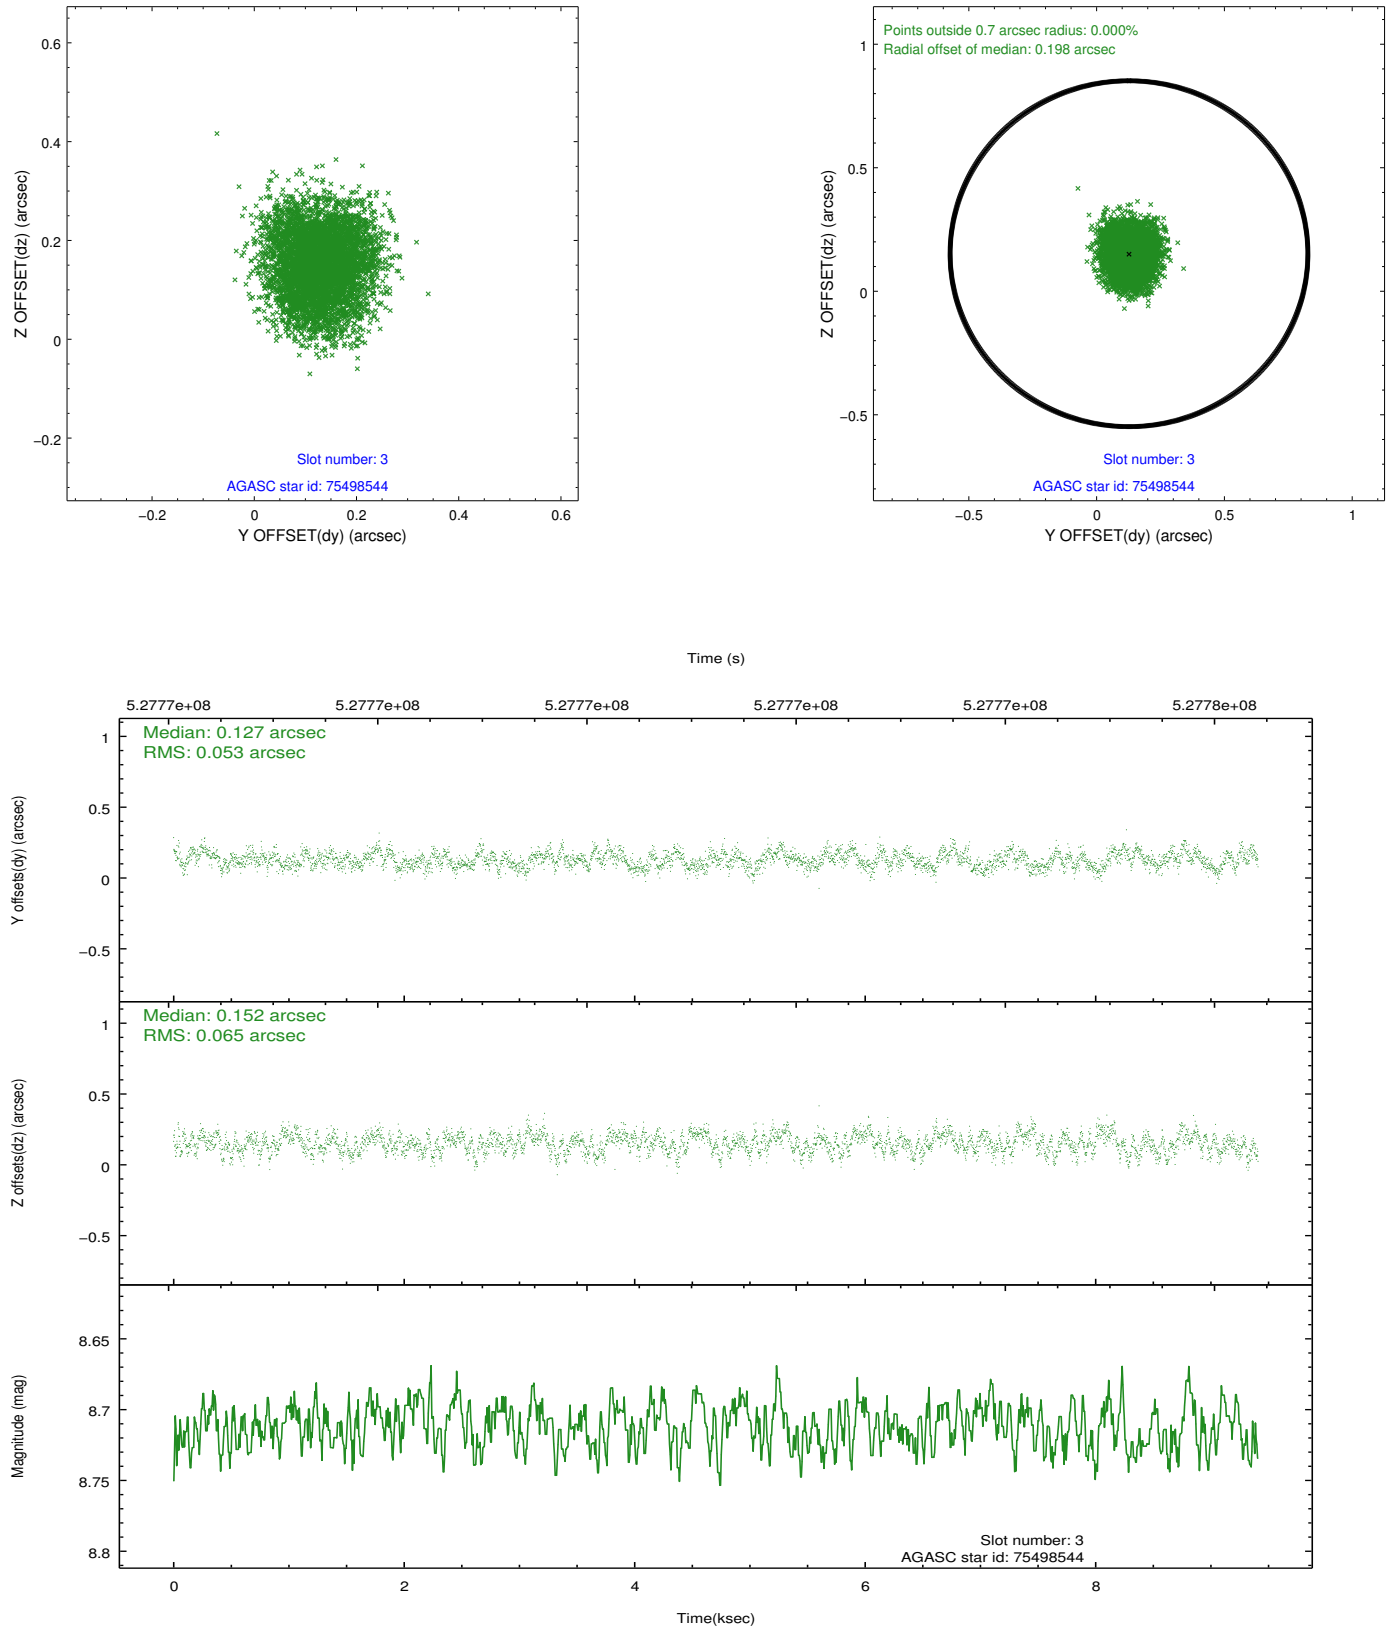 0.6
0.4
0.2
0
−0.2
Z OFFSET(dz) (arcsec)
Slot number: 3
AGASC star id: 75498544
−0.2 0 0.2 0.4 0.6
Y OFFSET(dy) (arcsec)
Points outside 0.7 arcsec radius: 0.000%
Radial offset of median: 0.198 arcsec
1
0.5
0
−0.5
Z OFFSET(dz) (arcsec)
Slot number: 3
AGASC star id: 75498544
−0.5 0 0.5 1
Y OFFSET(dy) (arcsec)
Time (s)
5.2777e+08 5.2777e+08 5.2777e+08 5.2777e+08 5.2777e+08 5.2778e+08
Median: 0.127 arcsec
RMS: 0.053 arcsec
1
0.5
0
−0.5
Y offsets(dy) (arcsec)
Median: 0.152 arcsec
RMS: 0.065 arcsec
1
0.5
0
−0.5
Z offsets(dz) (arcsec)
8.65
8.7
8.75
8.8
Magnitude (mag)
Slot number: 3
AGASC star id: 75498544
0 2 4 6 8
Time(ksec)